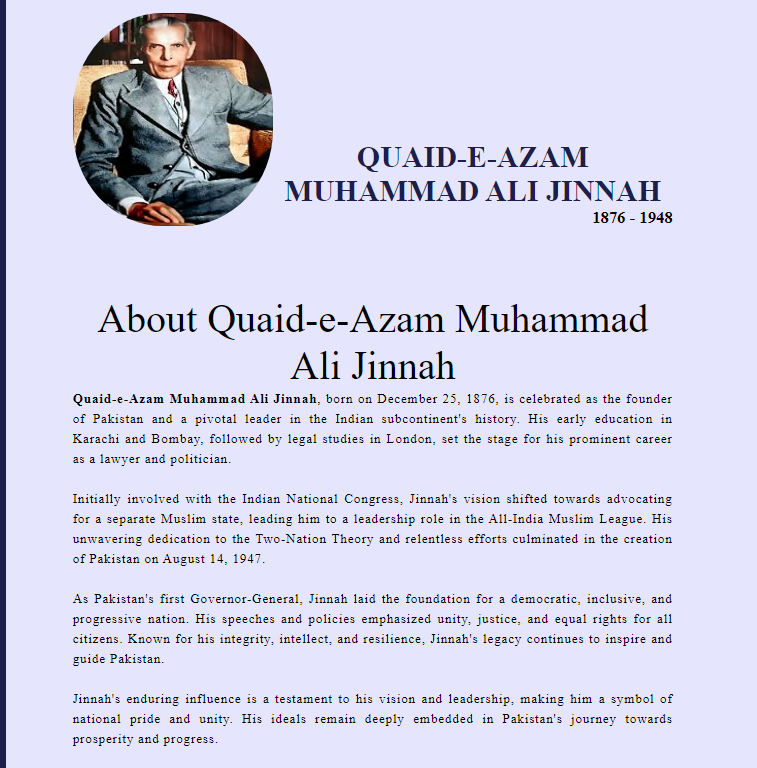 QUAID-E-AZAM
MUHAMMAD ALI JINNAH
1876 - 1948
About Quaid-e-Azam Muhammad
Ali Jinnah
Quaid-e-Azam Muhammad Ali Jinnah, born on December 25, 1876, is celebrated as the founder
of Pakistan and a pivotal leader in the Indian subcontinent's history. His early education in
Karachi and Bombay, followed by legal studies in London, set the stage for his prominent career
as a lawyer and politician.
Initially involved with the Indian National Congress, Jinnah's vision shifted towards advocating
for a separate Muslim state, leading him to a leadership role in the All-India Muslim League. His
unwavering dedication to the Two-Nation Theory and relentless efforts culminated in the creation
of Pakistan on August 14, 1947.
As Pakistan's first Governor-General, Jinnah laid the foundation for a democratic, inclusive, and
progressive nation. His speeches and policies emphasized unity, justice, and equal rights for all
citizens. Known for his integrity, intellect, and resilience, Jinnah's legacy continues to inspire and
guide Pakistan.
Jinnah's enduring influence is a testament to his vision and leadership, making him a symbol of
national pride and unity. His ideals remain deeply embedded in Pakistan's journey towards
prosperity and progress.